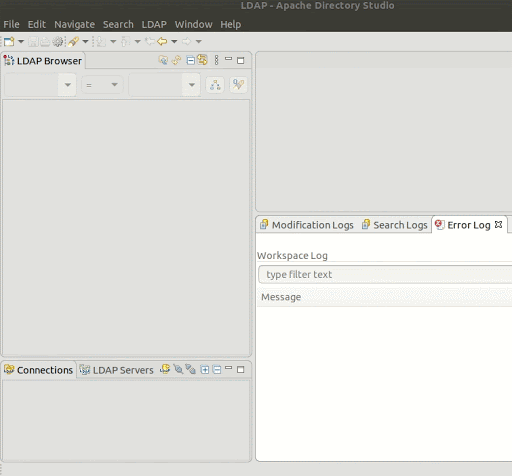 LDAP - Apache Directory Studio
File Edit Navigate Search LDAP Window Help
LDAP Browser
=
Modification Logs Search Logs Error Log
Workspace Log
type filter text
Message
Connections LDAP Servers